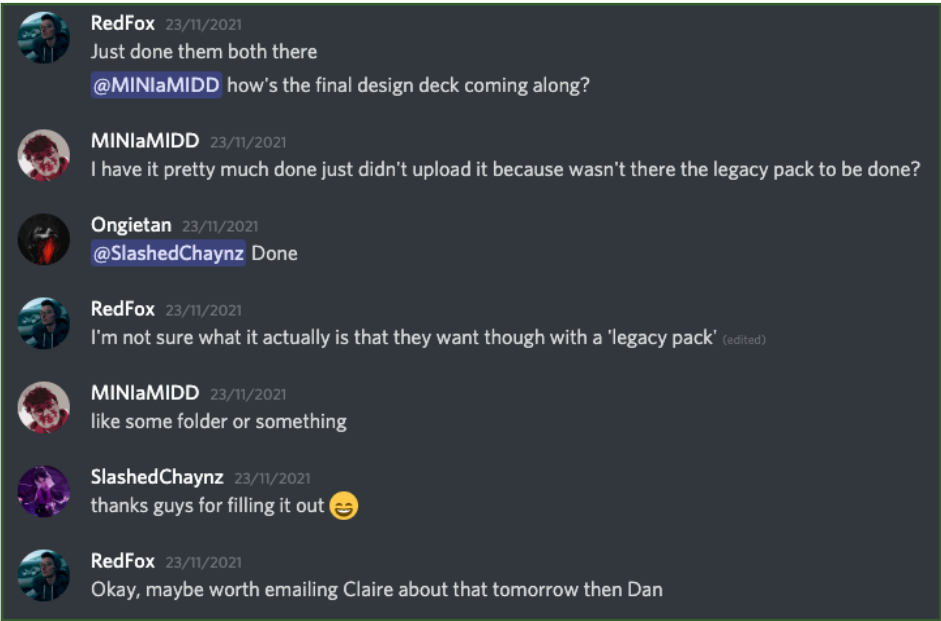 RedFox 23/11/2021
Just done them both there
@MINIaMIDD how's the final design deck coming along?
MINIaMIDD 23/11/2021
I have it pretty much done just didn't upload it because wasn't there the legacy pack to be done?
Ongietan 23/11/2021
@SlashedChaynz Done
RedFox 23/11/2021
I'm not sure what it actually is that they want though with a 'legacy pack' (edited)
MINIaMIDD 23/11/2021
like some folder or something
SlashedChaynz 23/11/2021
thanks guys for filling it out 😄
RedFox 23/11/2021
Okay, maybe worth emailing Claire about that tomorrow then Dan